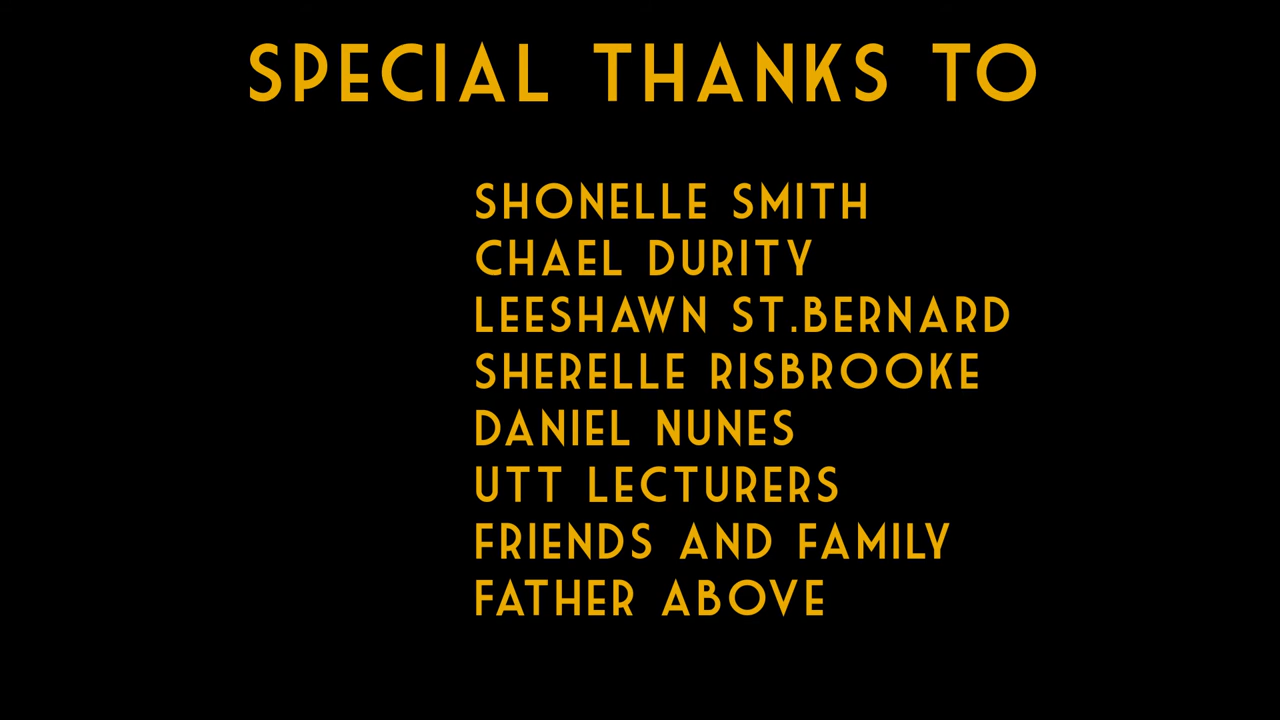 SPECIAL THANKS TO
SHONELLE SMITH
CHAEL DURITY
LEESHAWN ST.BERNARD
SHERELLE RISBROOKE
DANIEL NUNES
UTT LECTURERS
FRIENDS AND FAMILY
FATHER ABOVE